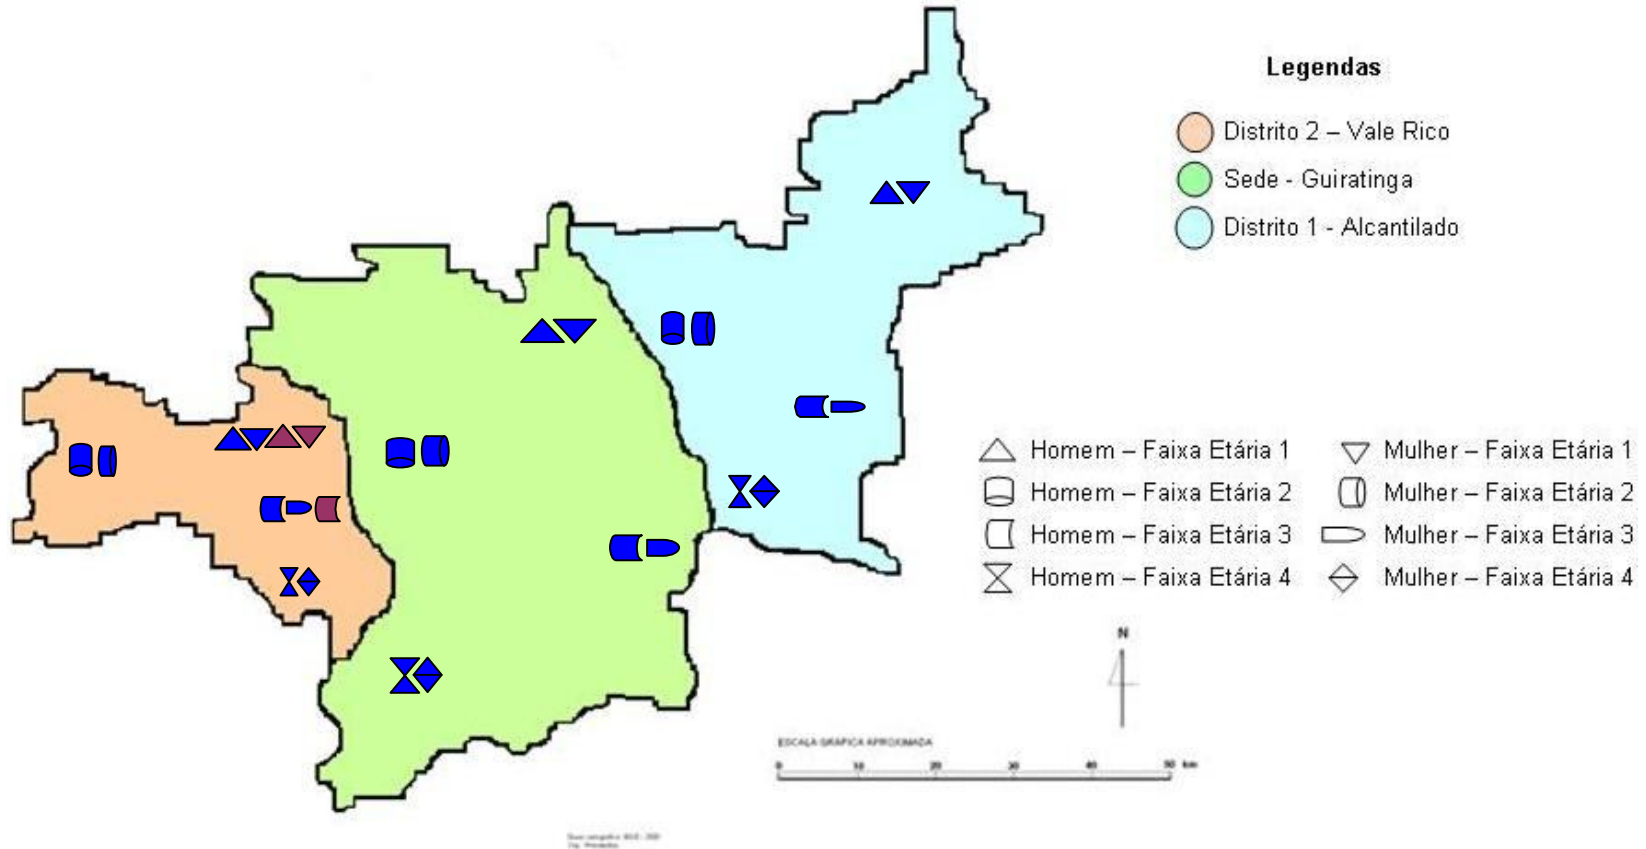 Legendas
Distrito 2 – Vale Rico
Sede - Guiratinga
Distrito 1 - Alcantilado
Homem – Faixa Etária 1
Mulher – Faixa Etária 1
Homem – Faixa Etária 2
Mulher – Faixa Etária 2
Homem – Faixa Etária 3
Mulher – Faixa Etária 3
Homem – Faixa Etária 4
Mulher – Faixa Etária 4
N
ESCALA GRÁFICA APROXIMADA
0 10 20 30 40 50 km